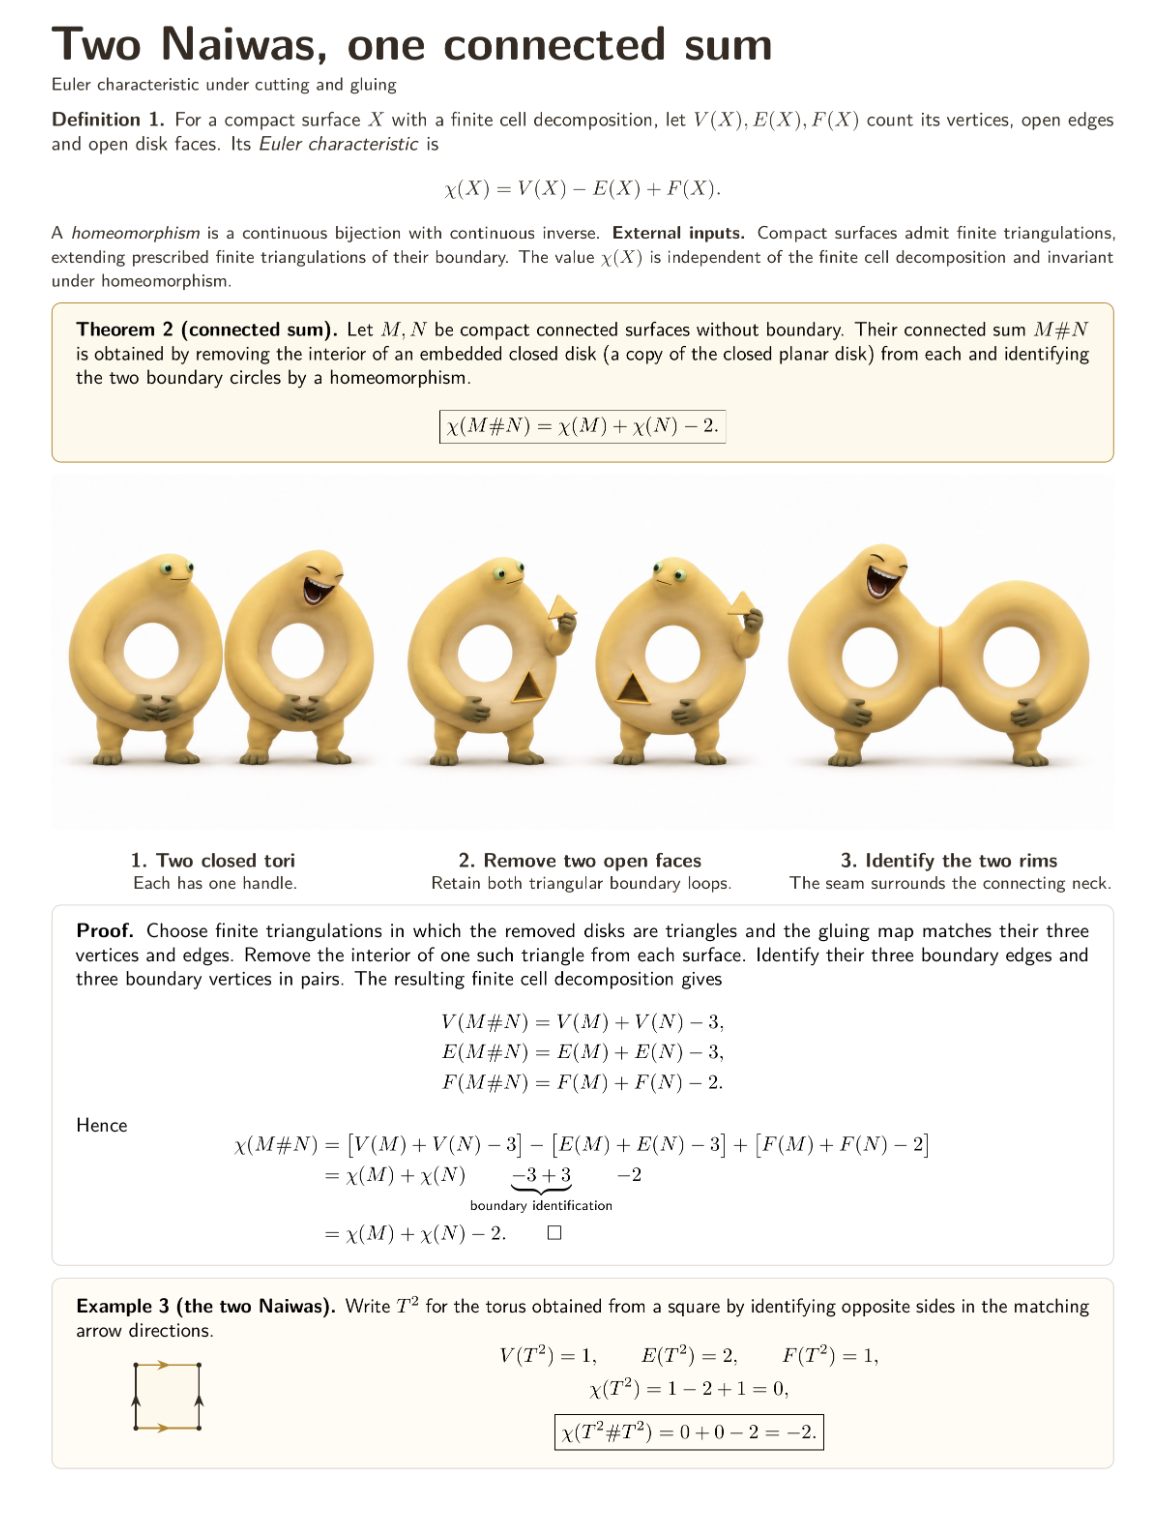 Two Naiwas, one connected sum
Euler characteristic under cutting and gluing
Definition 1. For a compact surface X with a finite cell decomposition, let V(X), E(X), F(X) count its vertices, open edges
and open disk faces. Its Euler characteristic is
χ(X) = V(X) − E(X) + F(X).
A homeomorphism is a continuous bijection with continuous inverse. External inputs. Compact surfaces admit finite triangulations,
extending prescribed finite triangulations of their boundary. The value χ(X) is independent of the finite cell decomposition and invariant
under homeomorphism.
Theorem 2 (connected sum). Let M, N be compact connected surfaces without boundary. Their connected sum M#N
is obtained by removing the interior of an embedded closed disk (a copy of the closed planar disk) from each and identifying
the two boundary circles by a homeomorphism.
χ(M#N) = χ(M) + χ(N) − 2.
1. Two closed tori
Each has one handle.
2. Remove two open faces
Retain both triangular boundary loops.
3. Identify the two rims
The seam surrounds the connecting neck.
Proof. Choose finite triangulations in which the removed disks are triangles and the gluing map matches their three
vertices and edges. Remove the interior of one such triangle from each surface. Identify their three boundary edges and
three boundary vertices in pairs. The resulting finite cell decomposition gives
V(M#N) = V(M) + V(N) − 3,
E(M#N) = E(M) + E(N) − 3,
F(M#N) = F(M) + F(N) − 2.
Hence
χ(M#N) = [V(M) + V(N) − 3] − [E(M) + E(N) − 3] + [F(M) + F(N) − 2]
= χ(M) + χ(N) −3 + 3 −2
boundary identification
= χ(M) + χ(N) − 2. □
Example 3 (the two Naiwas). Write T² for the torus obtained from a square by identifying opposite sides in the matching
arrow directions.
V(T²) = 1, E(T²) = 2, F(T²) = 1,
χ(T²) = 1 − 2 + 1 = 0,
χ(T²#T²) = 0 + 0 − 2 = −2.